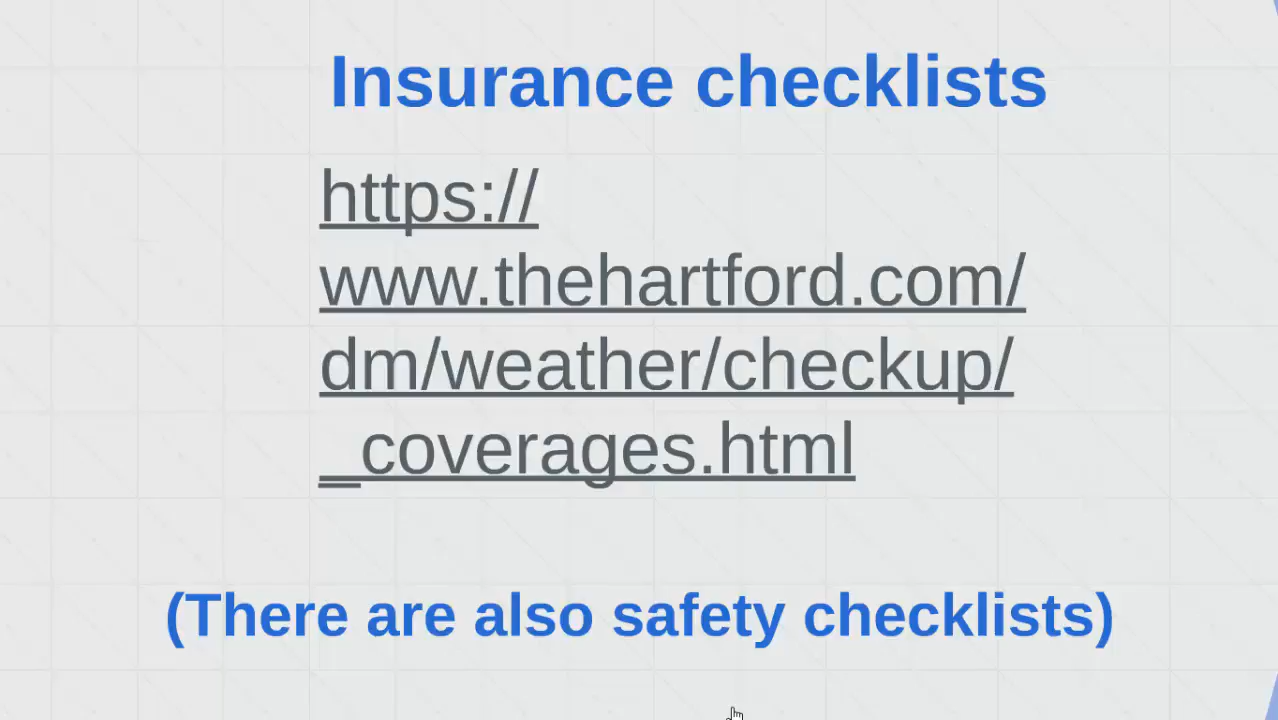 Insurance checklists
https://
www.thehartford.com/
dm/weather/checkup/
_coverages.html
(There are also safety checklists)